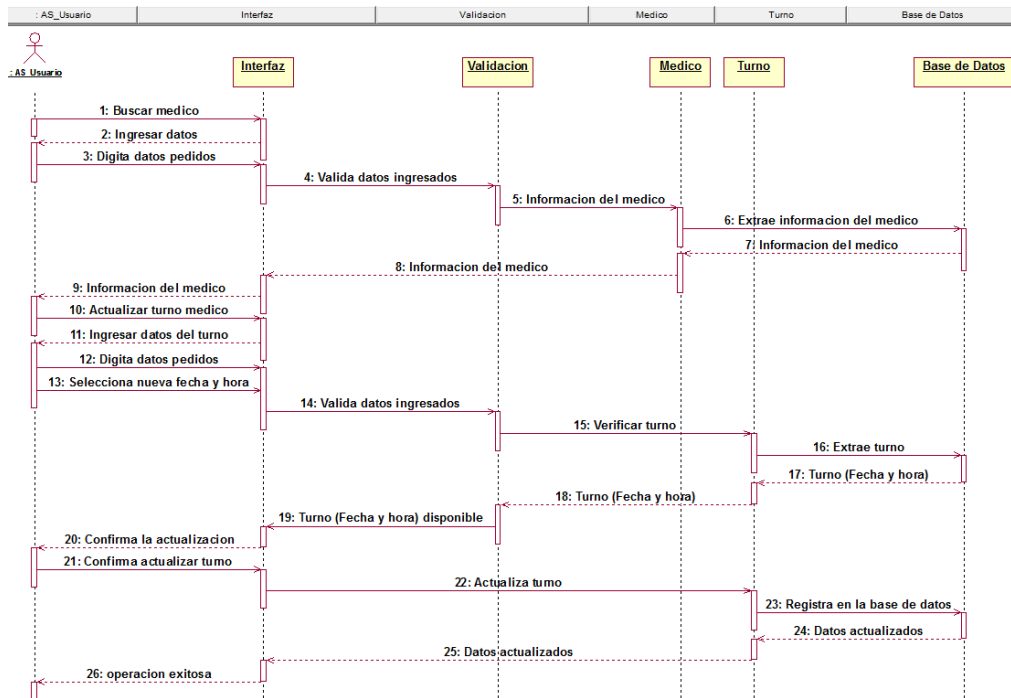 : AS_Usuario Interfaz Validacion Medico Turno Base de Datos
: AS_Usuario Interfaz Validacion Medico Turno Base de Datos
1: Buscar medico
2: Ingresar datos
3: Digita datos pedidos
4: Valida datos ingresados
5: Informacion del medico
6: Extrae informacion del medico
7: Informacion del medico
8: Informacion del medico
9: Informacion del medico
10: Actualizar turno medico
11: Ingresar datos del turno
12: Digita datos pedidos
13: Selecciona nueva fecha y hora
14: Valida datos ingresados
15: Verificar turno
16: Extrae turno
17: Turno (Fecha y hora)
18: Turno (Fecha y hora)
19: Turno (Fecha y hora) disponible
20: Confirma la actualizacion
21: Confirma actualizar turno
22: Actualiza turno
23: Registra en la base de datos
24: Datos actualizados
25: Datos actualizados
26: operacion exitosa